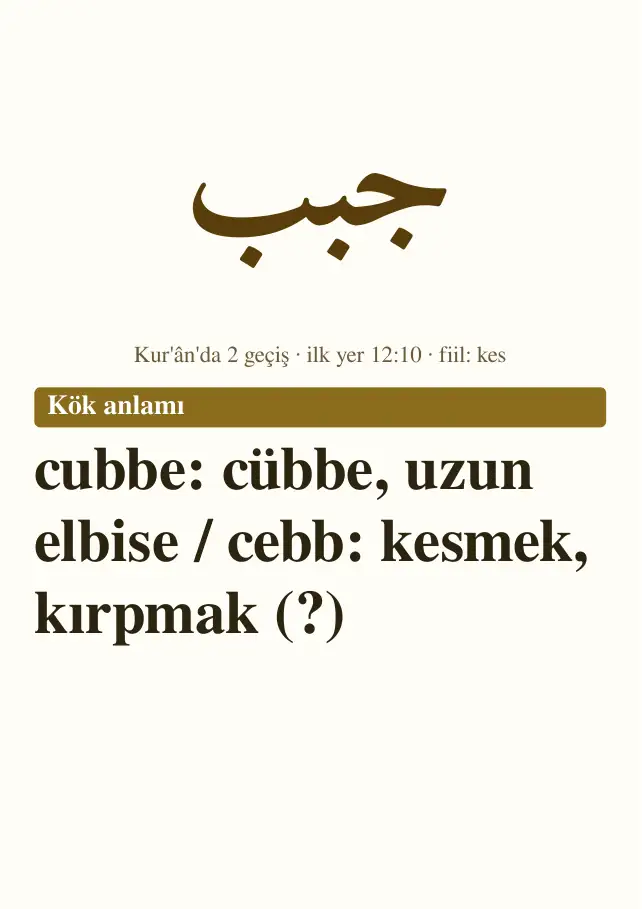 جبب
Kur'ân'da 2 geçiş · ilk yer 12:10 · fiil: kes
Kök anlamı
cubbe: cübbe, uzun
elbise / cebb: kesmek,
kırpmak (?)